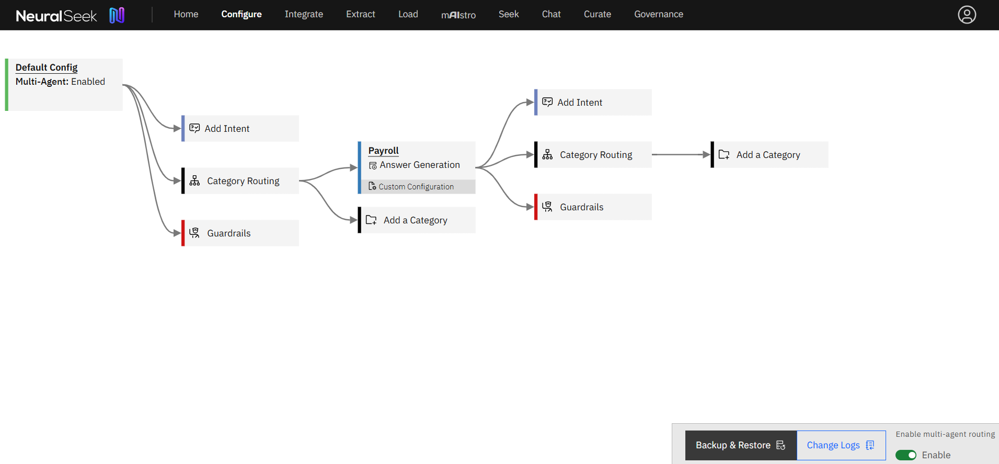 NeuralSeek
Home
Configure
Integrate
Extract
Load
mAIstro
Seek
Chat
Curate
Governance
Default Config
Multi-Agent: Enabled
Add Intent
Category Routing
Guardrails
Payroll
Answer Generation
Custom Configuration
Add a Category
Add Intent
Category Routing
Guardrails
Add a Category
Backup & Restore
Change Logs
Enable multi-agent routing
Enable